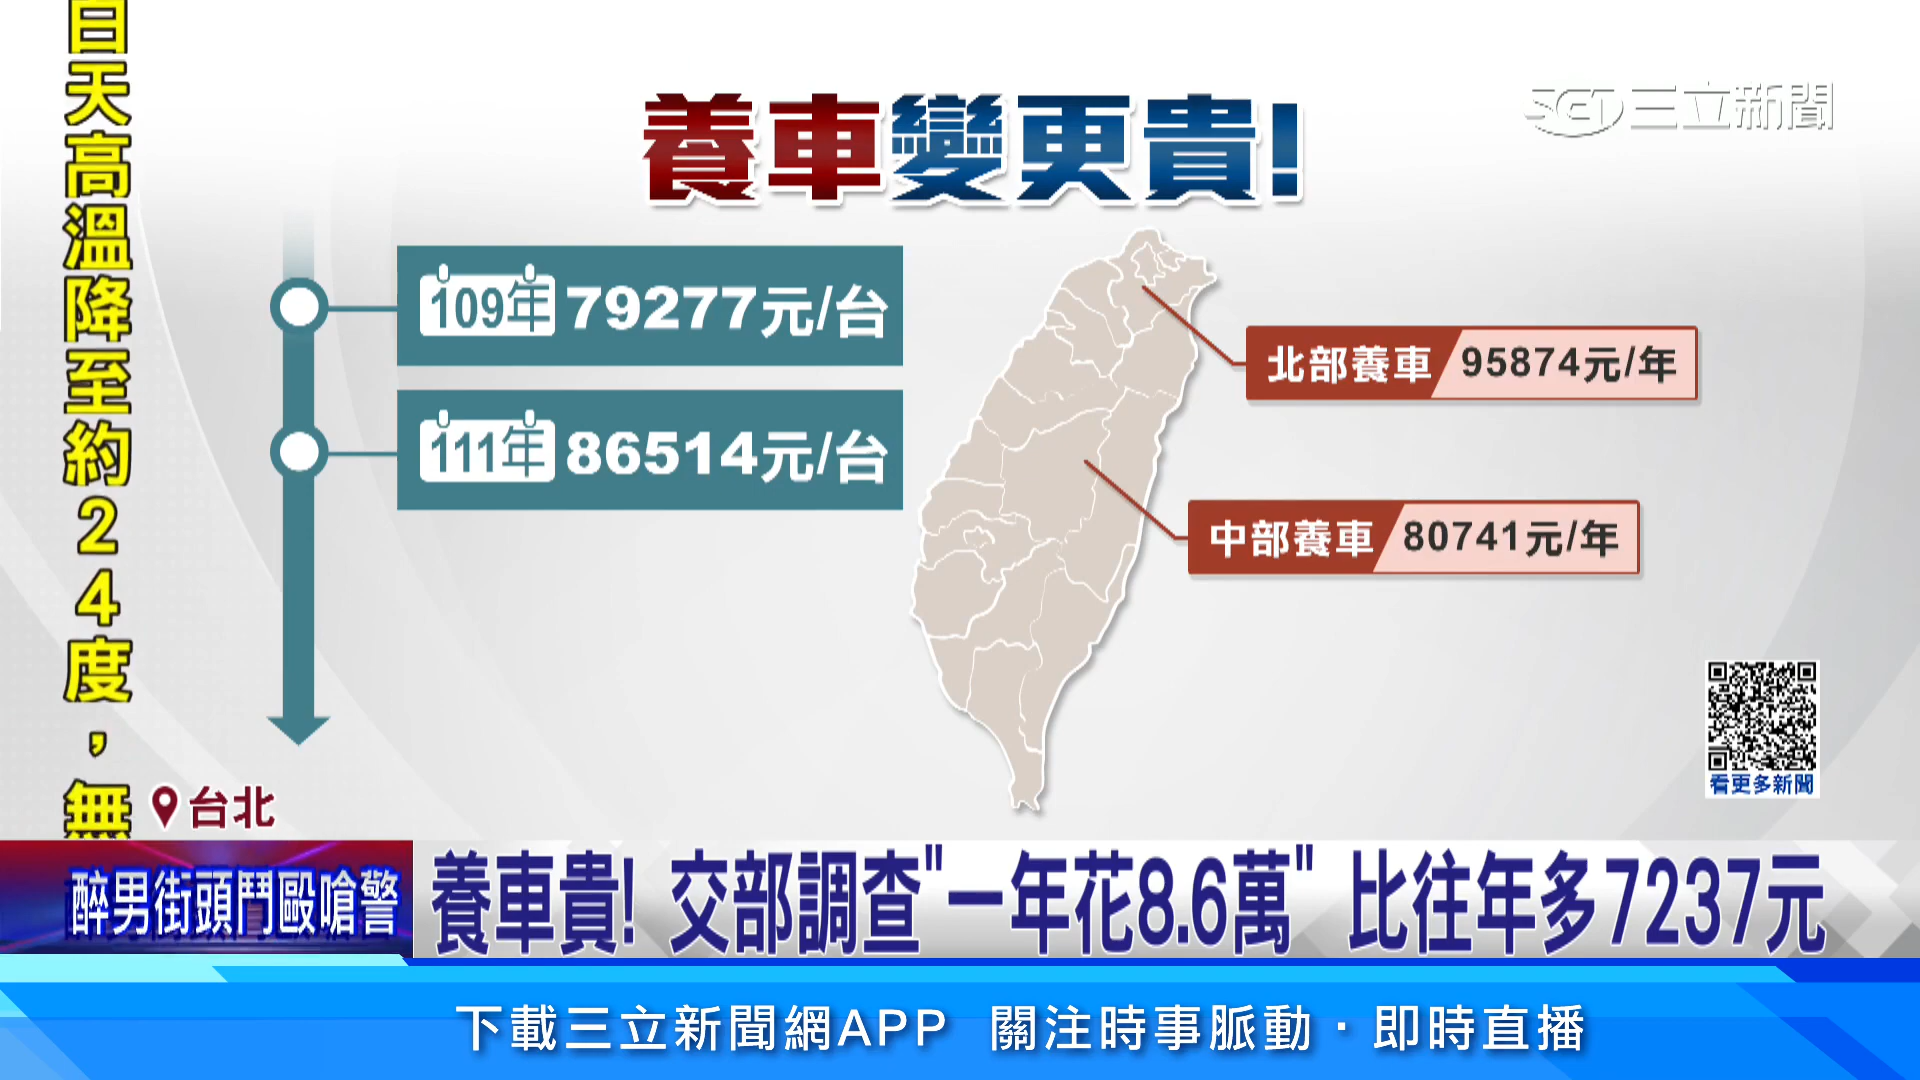 白天高溫降至約24度，無
養車變更貴!
SET三立新聞
109年 79277元/台
111年 86514元/台
北部養車 95874元/年
中部養車 80741元/年
看更多新聞
台北
醉男街頭鬥毆嗆警
養車貴! 交部調查"一年花8.6萬" 比往年多7237元
下載三立新聞網APP 關注時事脈動·即時直播